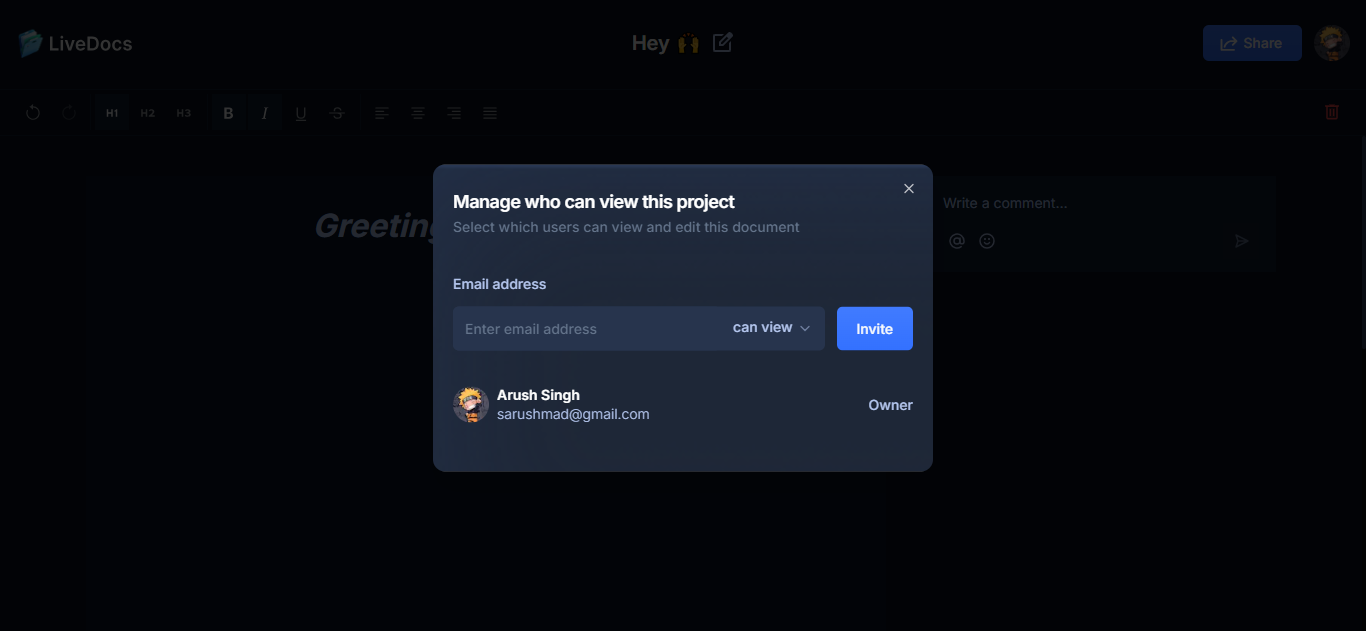 LiveDocs
Hey 🙌
Share
H1 H2 H3 B I U S
Manage who can view this project
Select which users can view and edit this document
Greeting
Write a comment...
Email address
Enter email address can view Invite
Arush Singh
sarushmad@gmail.com
Owner